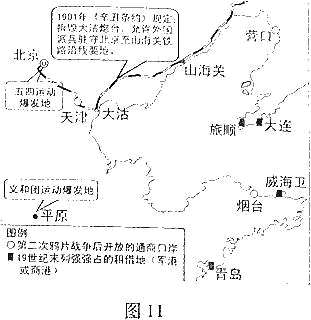 1901年《辛丑条约》规定,
拆毁大沽炮台,允许外国
派兵驻守北京至山海关铁
路沿线要地。
营口
北京
山海关
五四运动爆
发地
天津
大沽
旅顺
大连
义和团运动爆发地
威海卫
烟台
平原
图例
○第二次鸦片战争后开放的通商口岸
19世纪末列强强占的租借地(军港
或商港)
青岛
图11